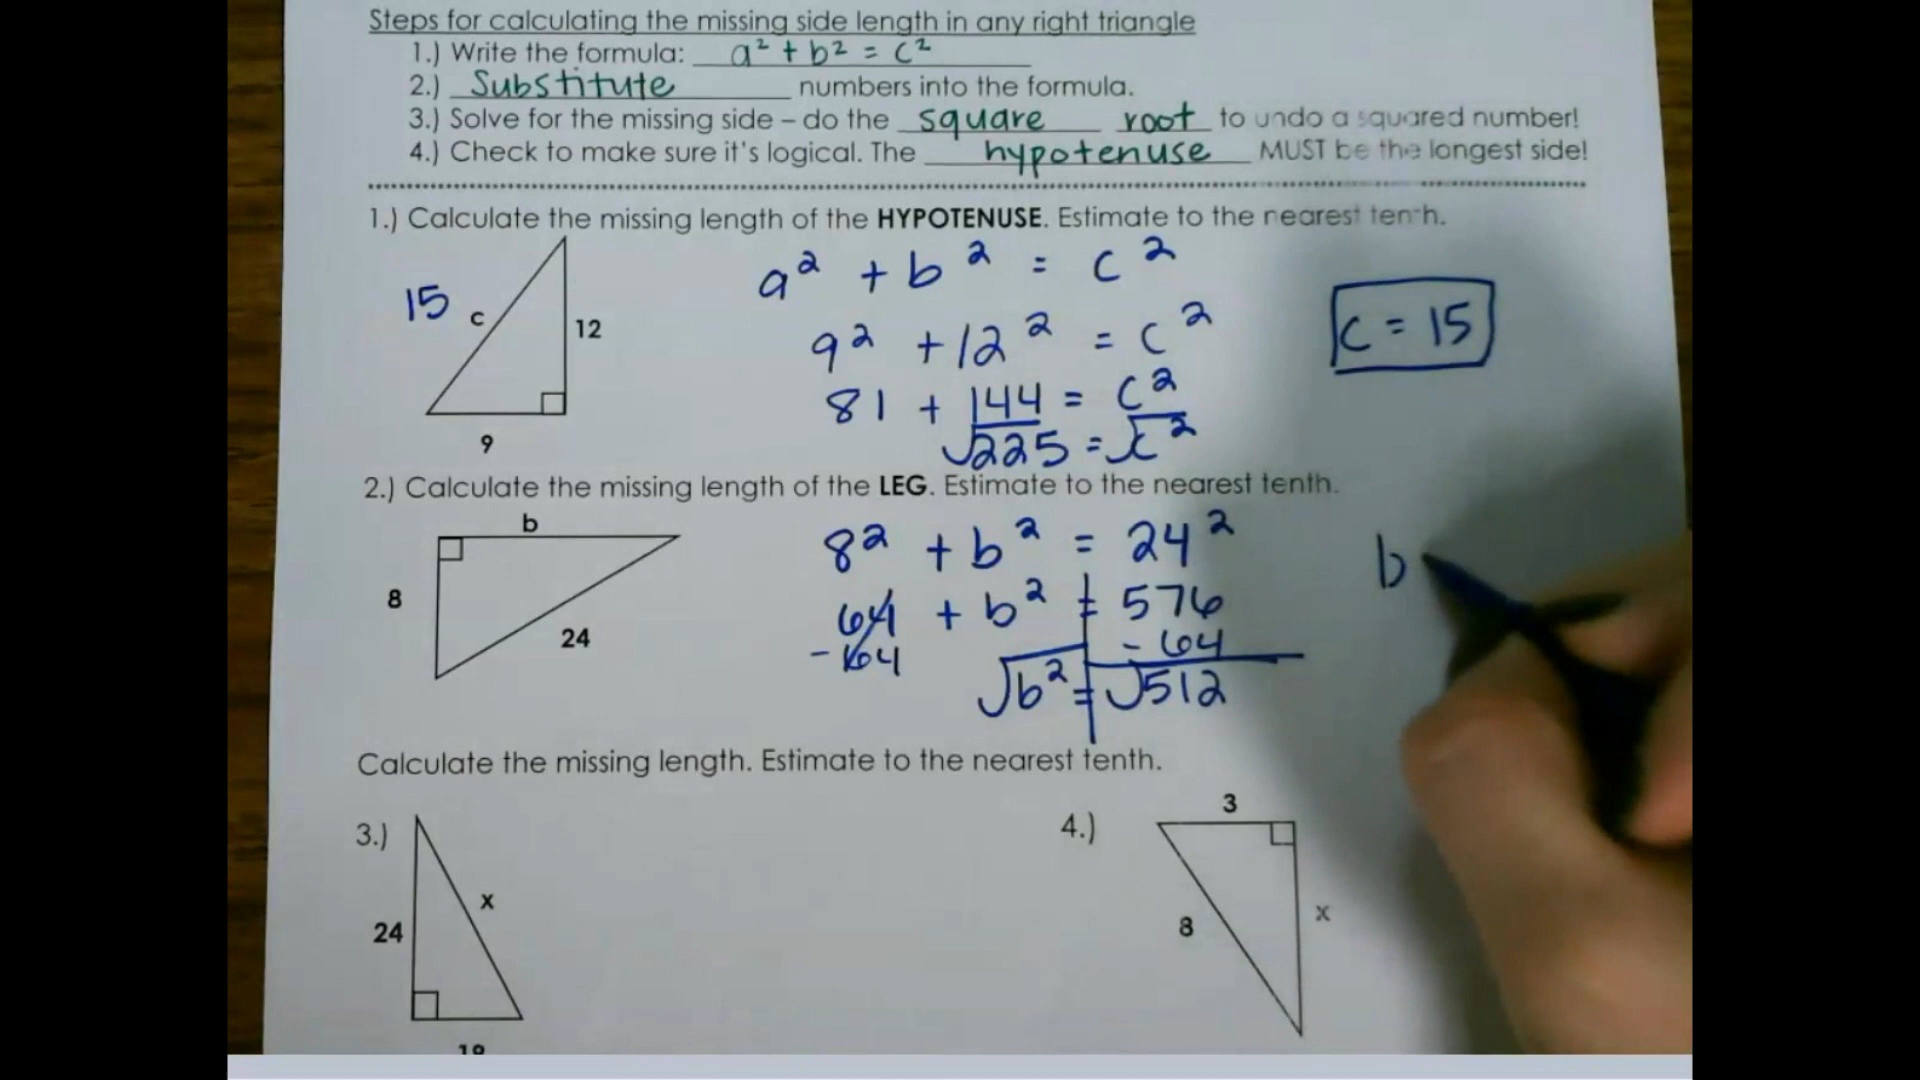 Steps for calculating the missing side length in any right triangle
1.) Write the formula: a² + b² = c²
2.) Substitute numbers into the formula.
3.) Solve for the missing side – do the square root to undo a squared number!
4.) Check to make sure it's logical. The hypotenuse MUST be the longest side!
1.) Calculate the missing length of the HYPOTENUSE. Estimate to the nearest tenth.
15 c
12
9
a² + b² = c²
9² + 12² = c²
81 + 144 = c²
√225 = √c²
c = 15
2.) Calculate the missing length of the LEG. Estimate to the nearest tenth.
b
8
24
8² + b² = 24²
64 + b² = 576
- 64 - 64
√b² = √512
b
Calculate the missing length. Estimate to the nearest tenth.
3.)
24
x
4.)
3
8
x